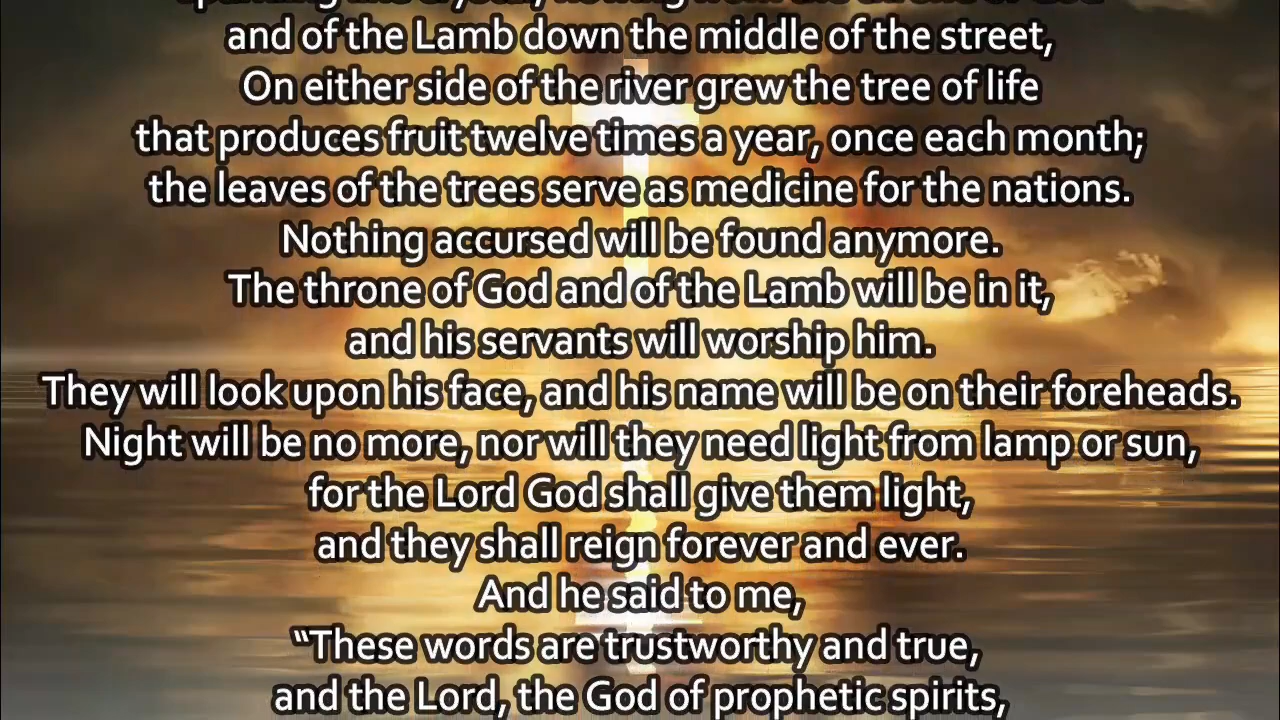 and of the Lamb down the middle of the street,
On either side of the river grew the tree of life
that produces fruit twelve times a year, once each month;
the leaves of the trees serve as medicine for the nations.
Nothing accursed will be found anymore.
The throne of God and of the Lamb will be in it,
and his servants will worship him.
They will look upon his face, and his name will be on their foreheads.
Night will be no more, nor will they need light from lamp or sun,
for the Lord God shall give them light,
and they shall reign forever and ever.
And he said to me,
“These words are trustworthy and true,
and the Lord, the God of prophetic spirits,